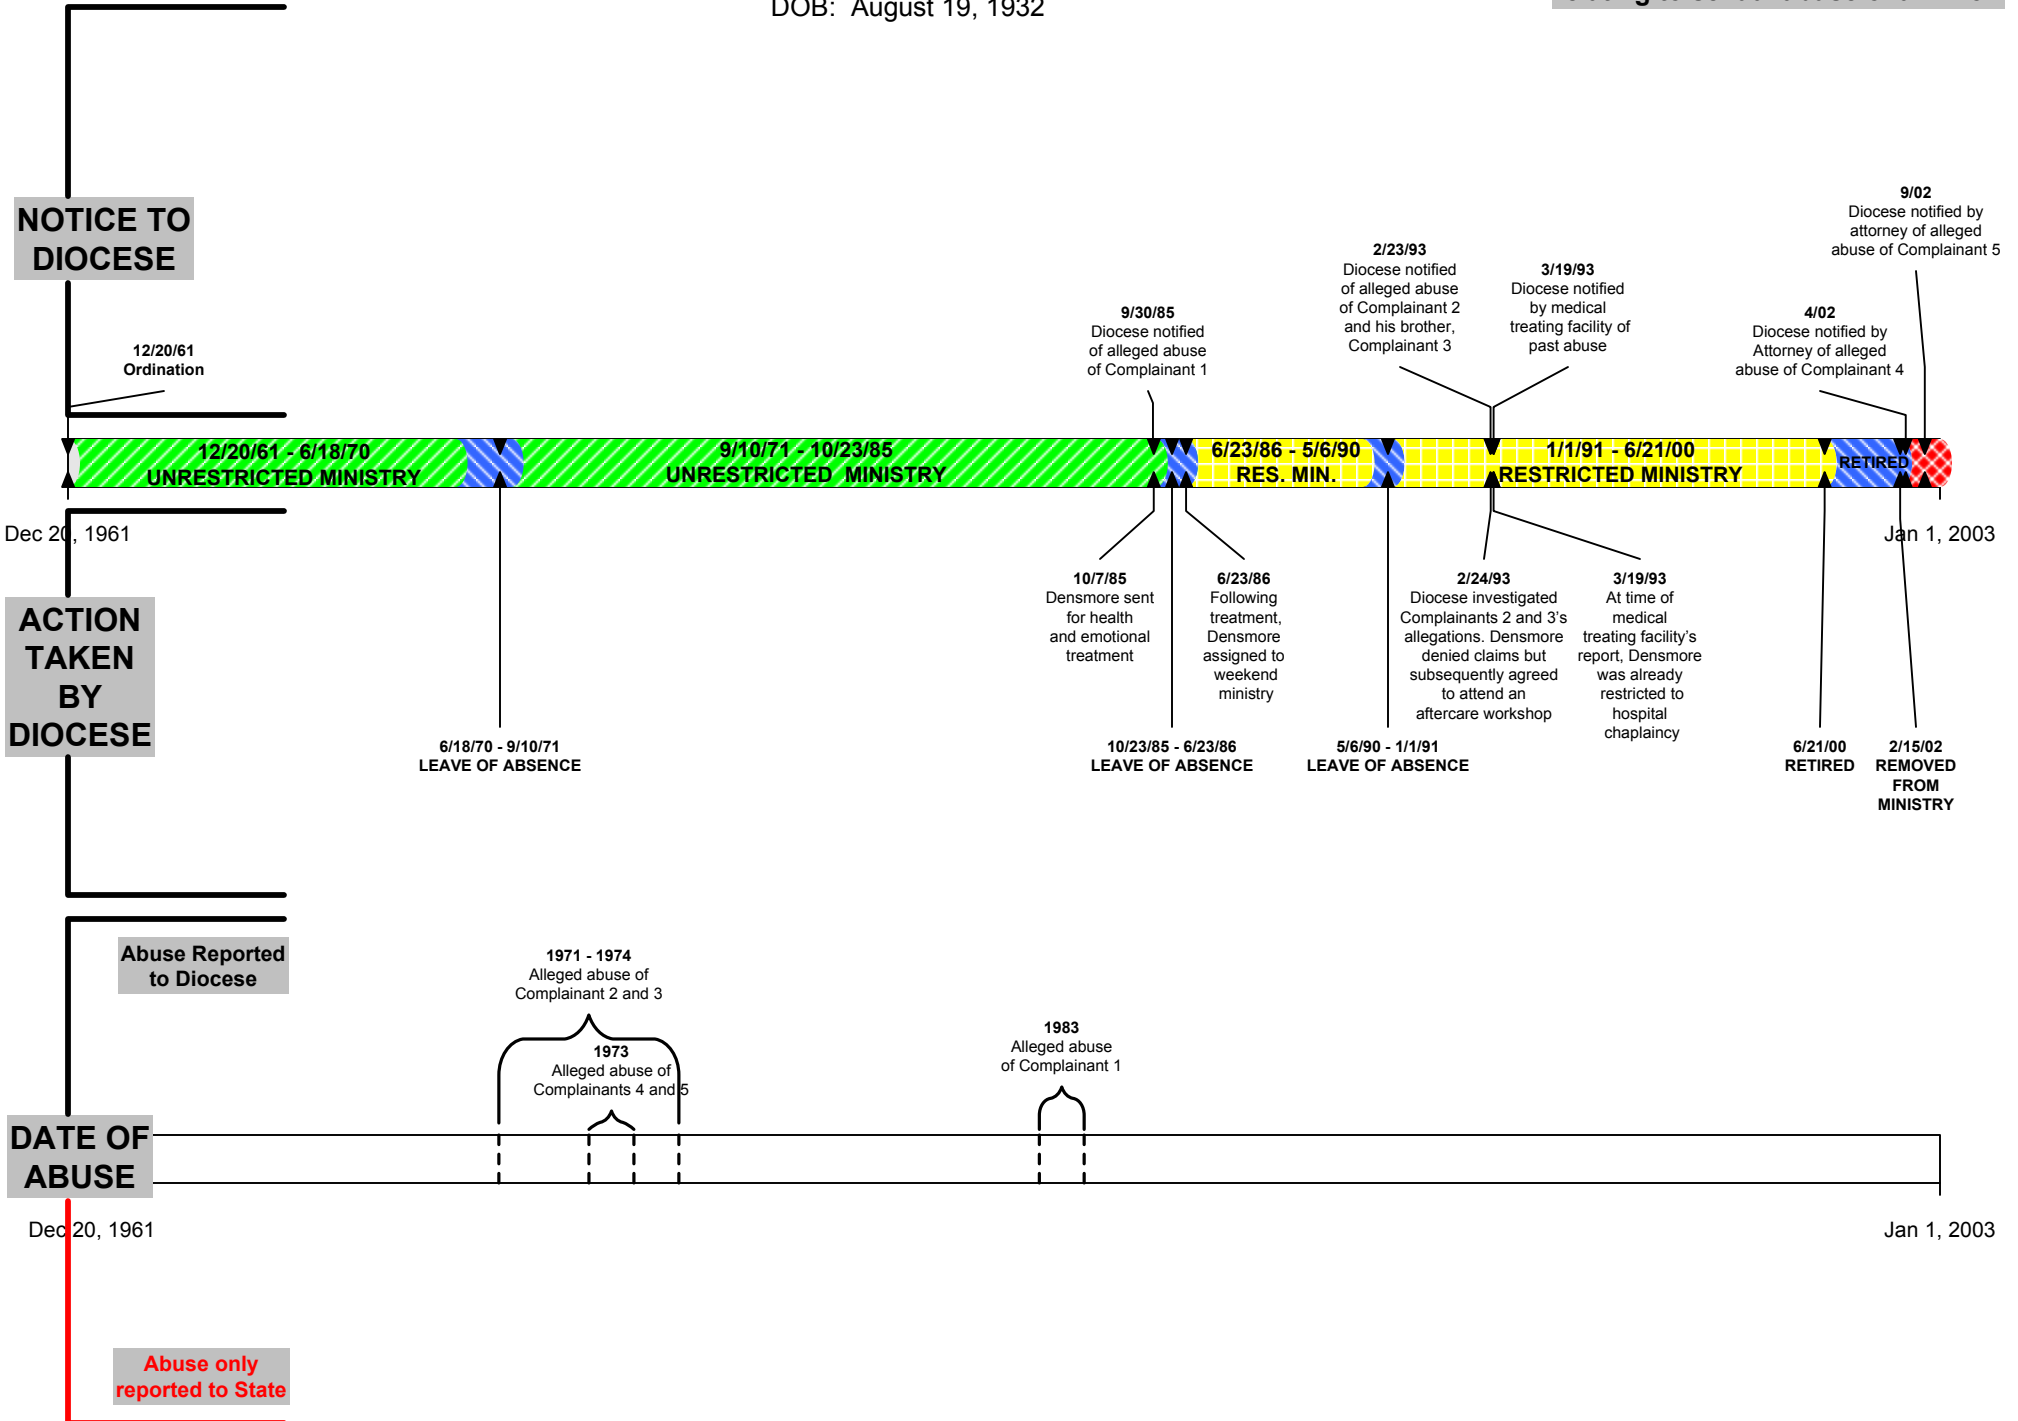 DOB: August 19, 1932
NOTICE TO
DIOCESE
12/20/61
Ordination
9/30/85
Diocese notified
of alleged abuse
of Complainant 1
2/23/93
Diocese notified
of alleged abuse
of Complainant 2
and his brother,
Complainant 3
3/19/93
Diocese notified
by medical
treating facility of
past abuse
4/02
Diocese notified by
Attorney of alleged
abuse of Complainant 4
9/02
Diocese notified by
attorney of alleged
abuse of Complainant 5
12/20/61 - 6/18/70
UNRESTRICTED MINISTRY
9/10/71 - 10/23/85
UNRESTRICTED MINISTRY
6/23/86 - 5/6/90
RES. MIN.
1/1/91 - 6/21/00
RESTRICTED MINISTRY
RETIRED
Dec 20, 1961
Jan 1, 2003
ACTION
TAKEN
BY
DIOCESE
6/18/70 - 9/10/71
LEAVE OF ABSENCE
10/7/85
Densmore sent
for health
and emotional
treatment
10/23/85 - 6/23/86
LEAVE OF ABSENCE
6/23/86
Following
treatment,
Densmore
assigned to
weekend
ministry
5/6/90 - 1/1/91
LEAVE OF ABSENCE
2/24/93
Diocese investigated
Complainants 2 and 3's
allegations. Densmore
denied claims but
subsequently agreed
to attend an
aftercare workshop
3/19/93
At time of
medical
treating facility's
report, Densmore
was already
restricted to
hospital
chaplaincy
6/21/00
RETIRED
2/15/02
REMOVED
FROM
MINISTRY
Abuse Reported
to Diocese
1971 - 1974
Alleged abuse of
Complainant 2 and 3
1973
Alleged abuse of
Complainants 4 and 5
1983
Alleged abuse
of Complainant 1
DATE OF
ABUSE
Dec 20, 1961
Jan 1, 2003
Abuse only
reported to State